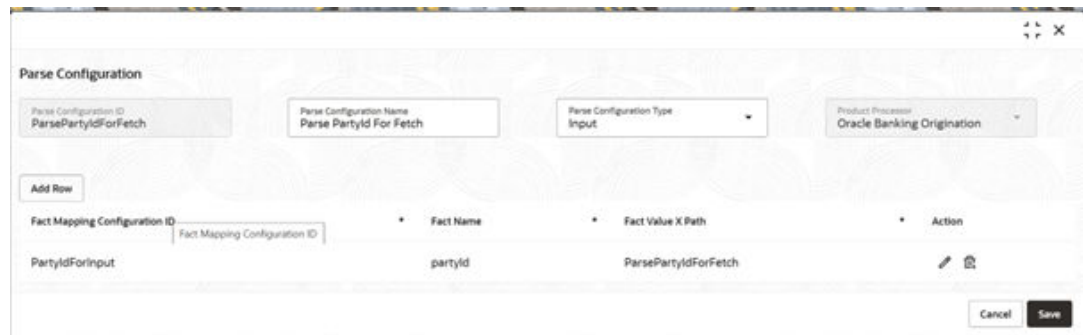 Parse Configuration
Parse Configuration ID
ParsePartyIdForFetch
Parse Configuration Name
Parse PartyId For Fetch
Parse Configuration Type
Input
Product Processor
Oracle Banking Origination
Add Row
Fact Mapping Configuration ID
Fact Name
Fact Value X Path
Action
Fact Mapping Configuration ID
PartyIdForInput
partyId
ParsePartyIdForFetch
Cancel
Save